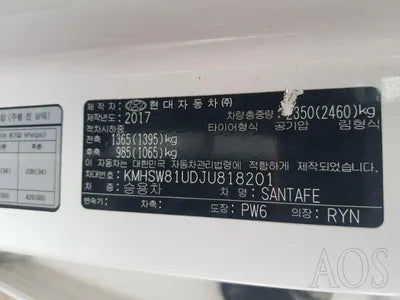 제작자 : HYUNDAI 현대자동차㈜
제작년도 : 2017 차량총중량 : 350(2460)kg
적차시하중 타이어형식 공기압 림형식
전축 : 1365(1395)kg
후축 : 985(1065)kg
이 자동차는 대한민국 자동차관리법령에 적합하게 제작되었음.
차대번호 : KMHSW81UDJU818201
차종 : 승용차 차명 : SANTAFE
변속기 : 차축 : 도장 : PW6 의장 : RYN
AOS